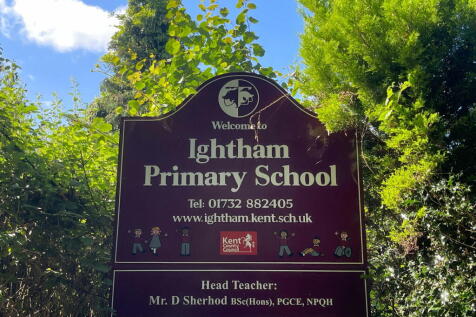 Welcome to
Ightham
Primary School
Tel: 01732 882405
www.ightham.kent.sch.uk
Kent
County
Council
Head Teacher:
Mr. D Sherhod BSc(Hons), PGCE, NPQH